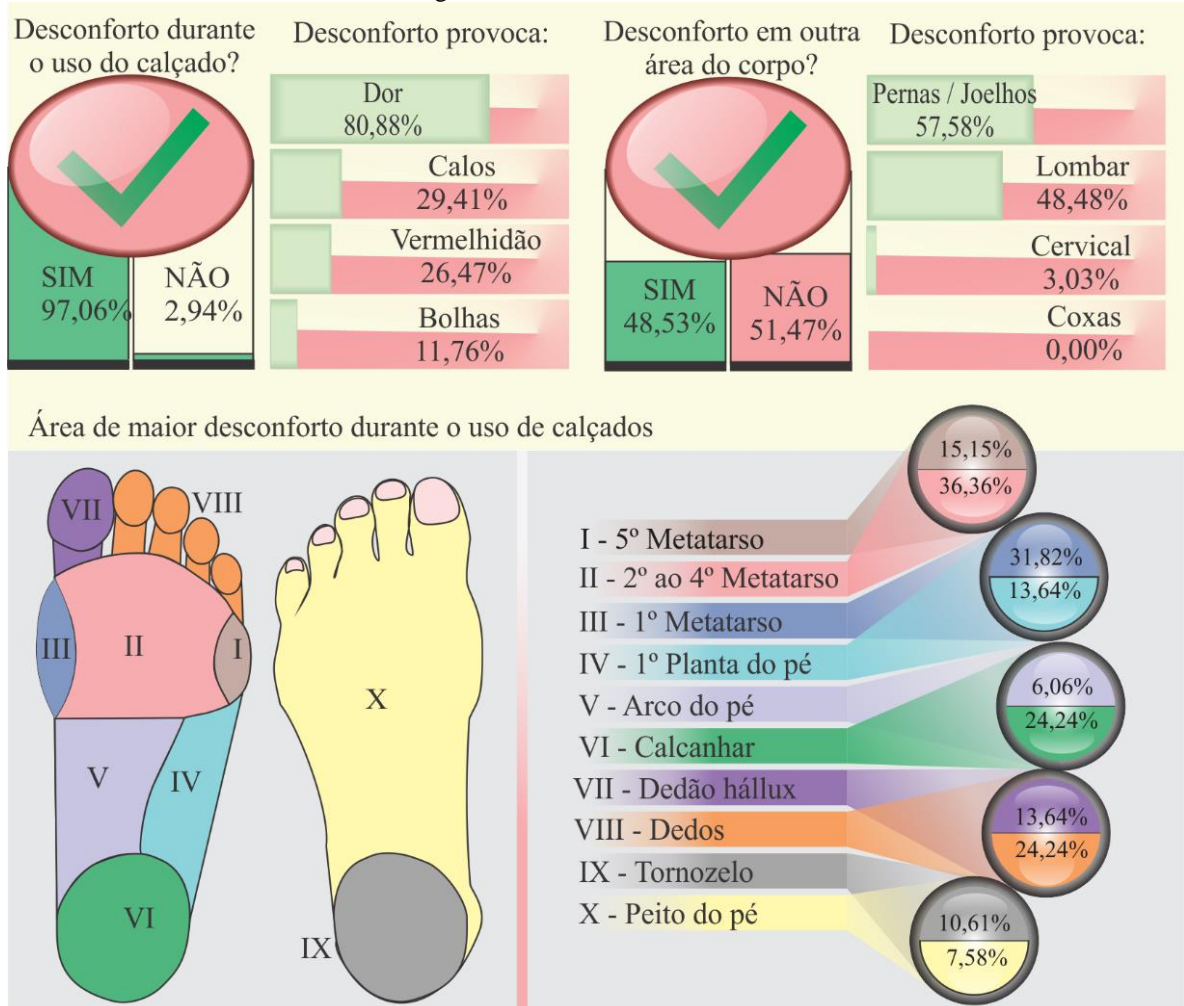 Desconforto durante
o uso do calçado?
SIM
97,06%
NÃO
2,94%
Desconforto provoca:
Dor
80,88%
Calos
29,41%
Vermelhidão
26,47%
Bolhas
11,76%
Desconforto em outra
área do corpo?
SIM
48,53%
NÃO
51,47%
Desconforto provoca:
Pernas / Joelhos
57,58%
Lombar
48,48%
Cervical
3,03%
Coxas
0,00%
Área de maior desconforto durante o uso de calçados
VII
VIII
III
II
I
V
IV
VI
X
IX
I - 5º Metatarso
II - 2º ao 4º Metatarso
III - 1º Metatarso
IV - 1º Planta do pé
V - Arco do pé
VI - Calcanhar
VII - Dedão hállux
VIII - Dedos
IX - Tornozelo
X - Peito do pé
15,15%
36,36%
31,82%
13,64%
6,06%
24,24%
13,64%
24,24%
10,61%
7,58%